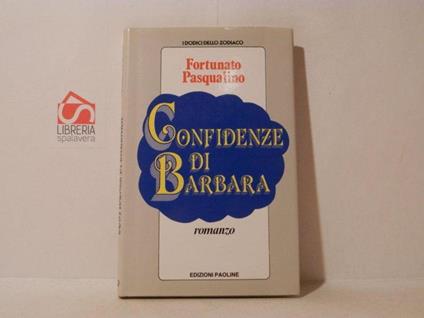 I DODICI DELLO ZODIACO
Fortunato
Pasqualino
CONFIDENZE
DI
BARBARA
romanzo
EDIZIONI PAOLINE
LIBRERIA
spalavera